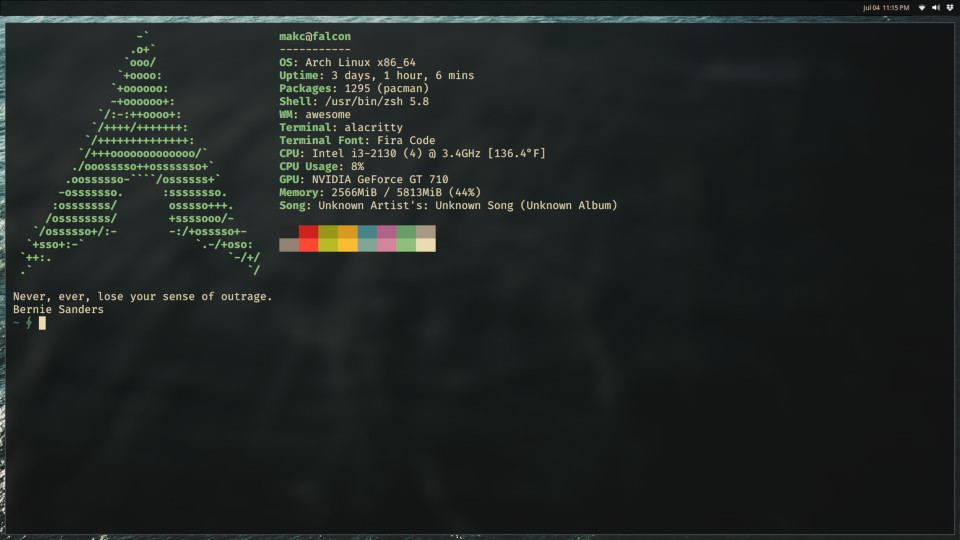 Jul 04 11:15 PM
                   -`
                  .o+`
                 `ooo/
                `+oooo:
               `+oooooo:
               -+oooooo+:
             `/:-:++oooo+:
            `/++++/+++++++:
           `/++++++++++++++:
          `/+++ooooooooooooo/`
         ./ooosssso++osssssso+`
        .oossssso-````/ossssss+`
       -osssssso.      :ssssssso.
      :osssssss/        osssso+++.
     /ossssssss/        +ssssooo/-
   `/ossssso+/:-        -:/+osssso+-
  `+sso+:-`                 `.-/+oso:
 `++:.                           `-/+/
 .`                                 `/
makc@falcon
-----------
OS: Arch Linux x86_64
Uptime: 3 days, 1 hour, 6 mins
Packages: 1295 (pacman)
Shell: /usr/bin/zsh 5.8
WM: awesome
Terminal: alacritty
Terminal Font: Fira Code
CPU: Intel i3-2130 (4) @ 3.4GHz [136.4°F]
CPU Usage: 8%
GPU: NVIDIA GeForce GT 710
Memory: 2566MiB / 5813MiB (44%)
Song: Unknown Artist's: Unknown Song (Unknown Album)
Never, ever, lose your sense of outrage.
Bernie Sanders
~ ∮